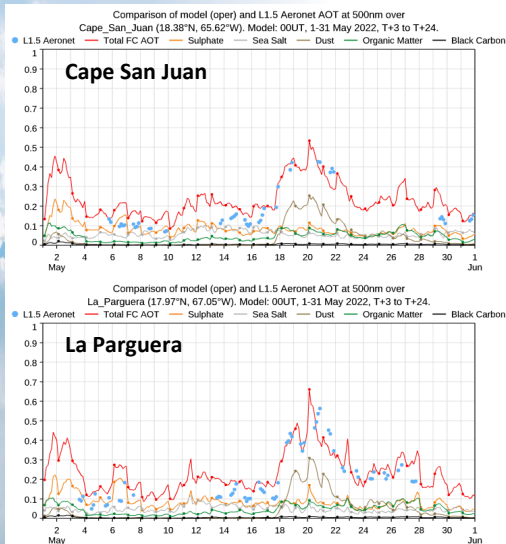 Comparison of model (oper) and L1.5 Aeronet AOT at 500nm over
Cape_San_Juan (18.38°N, 65.62°W). Model: 00UT, 1-31 May 2022, T+3 to T+24.
L1.5 Aeronet Total FC AOT Sulphate Sea Salt Dust Organic Matter Black Carbon
1
Cape San Juan
0.9
0.8
0.7
0.6
0.5
0.4
0.3
0.2
0.1
0
2 4 6 8 10 12 14 16 18 20 22 24 26 28 30 1
May Jun
Comparison of model (oper) and L1.5 Aeronet AOT at 500nm over
La_Parguera (17.97°N, 67.05°W). Model: 00UT, 1-31 May 2022, T+3 to T+24.
L1.5 Aeronet Total FC AOT Sulphate Sea Salt Dust Organic Matter Black Carbon
1
La Parguera
0.9
0.8
0.7
0.6
0.5
0.4
0.3
0.2
0.1
0
2 4 6 8 10 12 14 16 18 20 22 24 26 28 30 1
May Jun